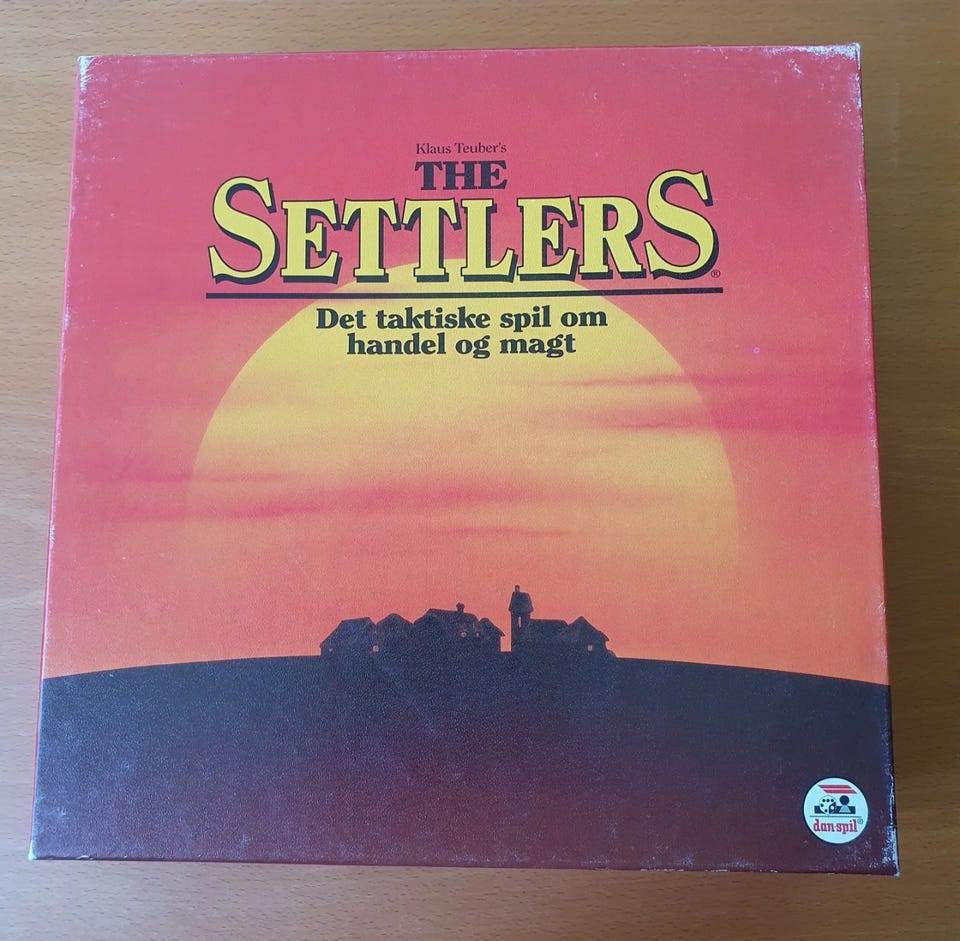 Klaus Teuber's
THE
SETTLERS®
Det taktiske spil om
handel og magt
dan-spil®